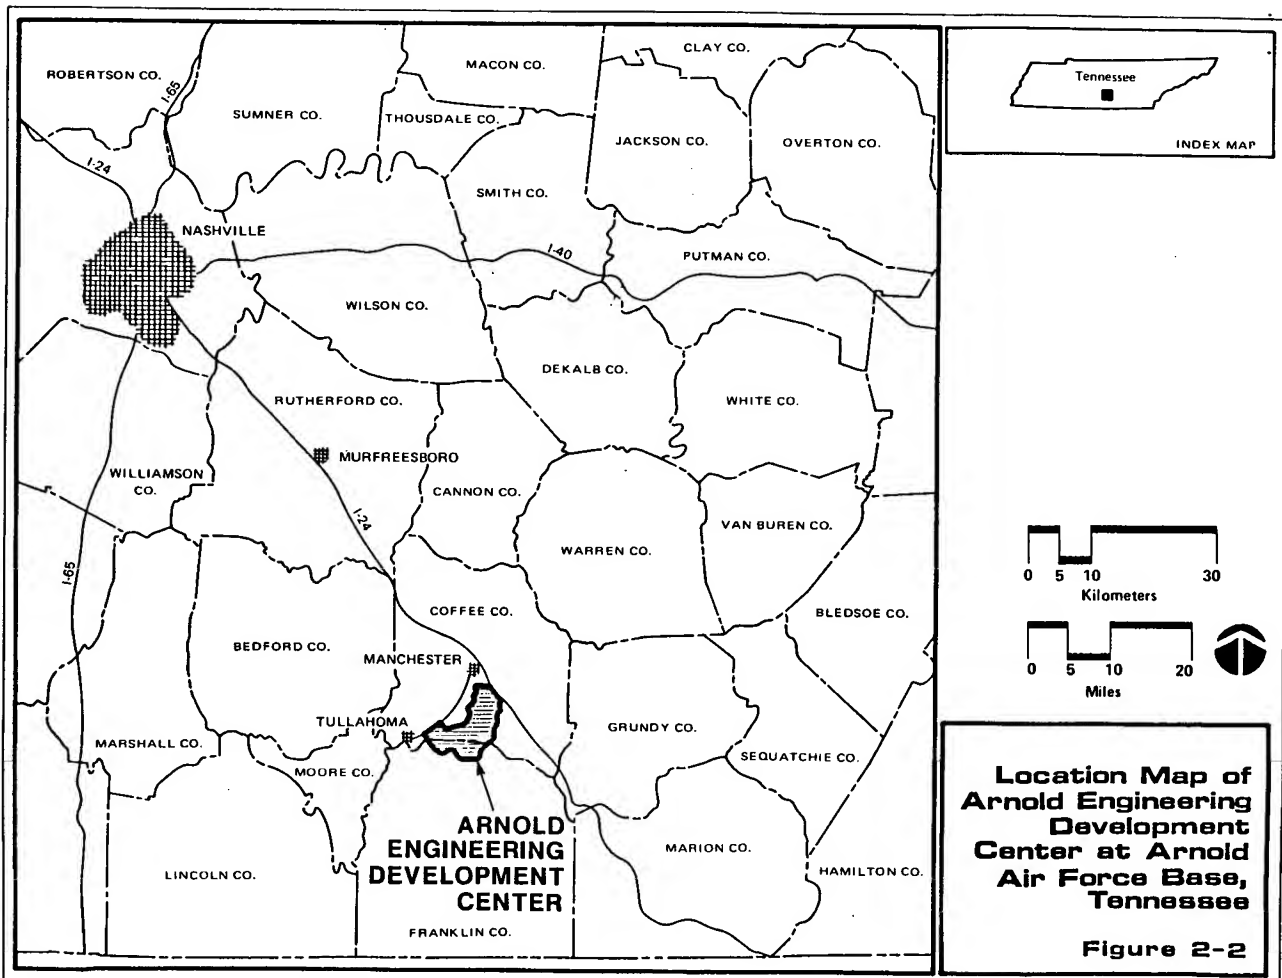 CLAY CO.
MACON CO.
ROBERTSON CO.
I-65
SUMNER CO.
THOUSDALE CO.
JACKSON CO.
OVERTON CO.
I-24
SMITH CO.
NASHVILLE
I-40
PUTMAN CO.
WILSON CO.
DEKALB CO.
RUTHERFORD CO.
WHITE CO.
MURFREESBORO
WILLIAMSON
CO.
CANNON CO.
I-24
VAN BUREN CO.
WARREN CO.
I-65
COFFEE CO.
BLEDSOE CO.
BEDFORD CO.
MANCHESTER
TULLAHOMA
GRUNDY CO.
MARSHALL CO.
SEQUATCHIE CO.
MOORE CO.
ARNOLD
ENGINEERING
DEVELOPMENT
CENTER
MARION CO.
LINCOLN CO.
HAMILTON CO.
FRANKLIN CO.
Tennessee
INDEX MAP
0 5 10 30
Kilometers
0 5 10 20
Miles
Location Map of
Arnold Engineering
Development
Center at Arnold
Air Force Base,
Tennessee
Figure 2-2